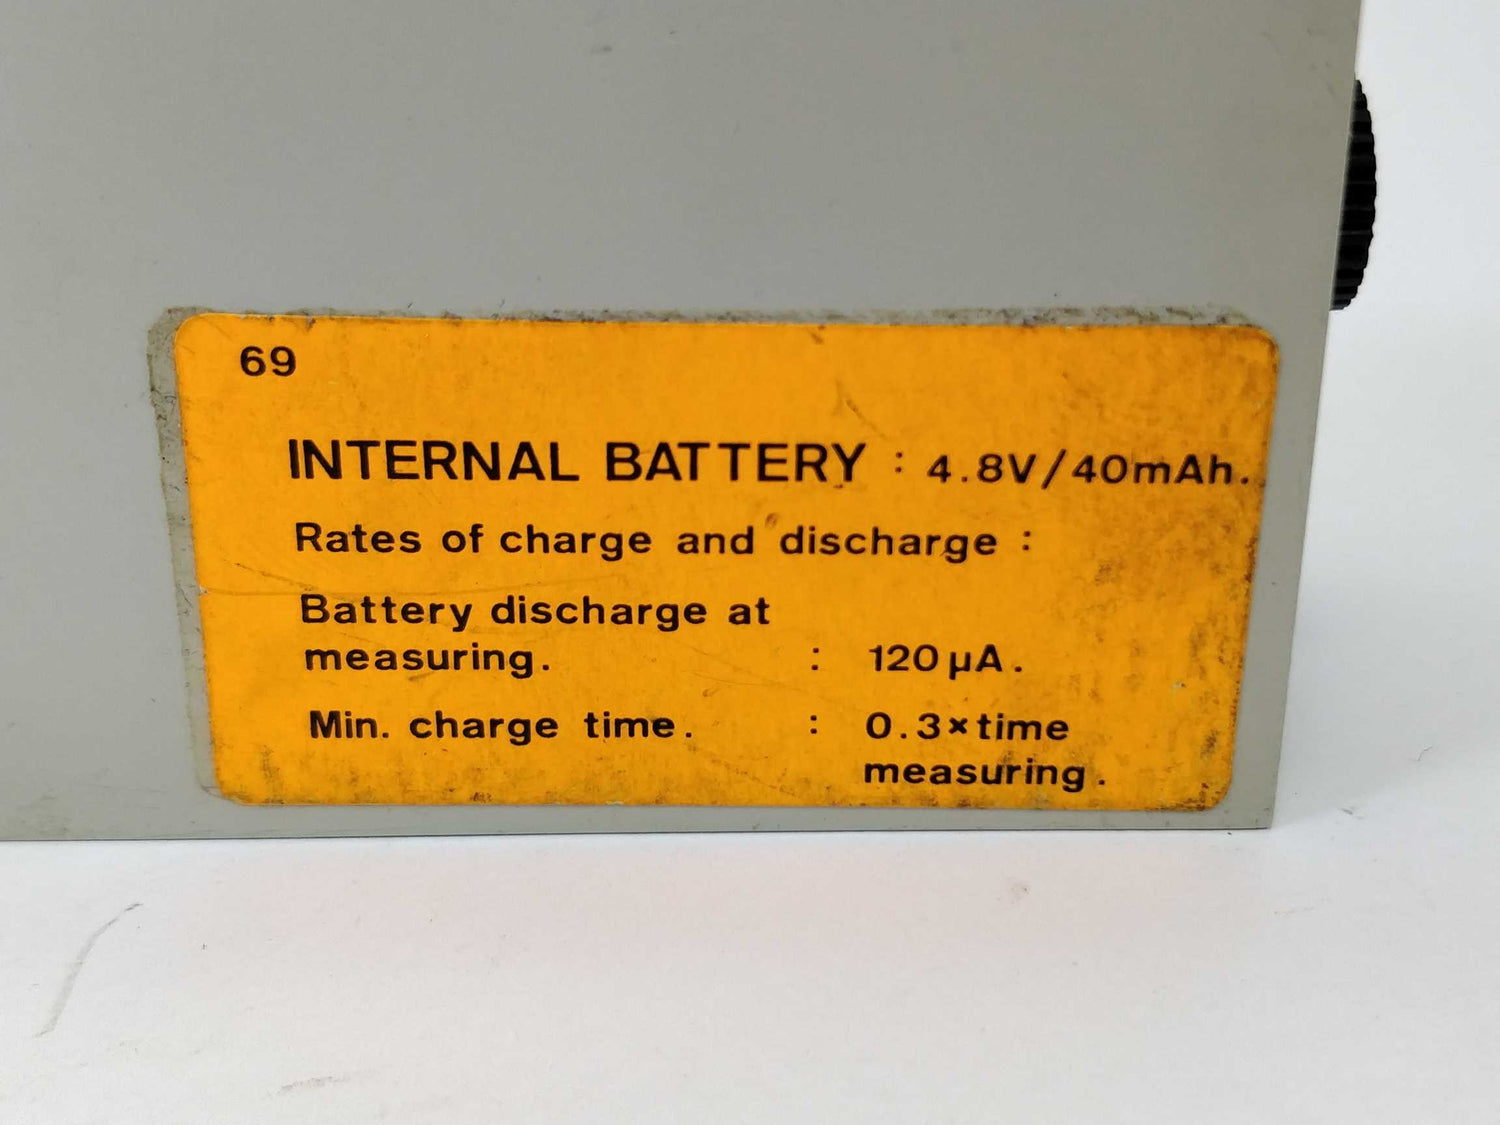 69
INTERNAL BATTERY : 4.8V/40mAh.
Rates of charge and discharge :
Battery discharge at
measuring. : 120µA.
Min. charge time. : 0.3×time
measuring.